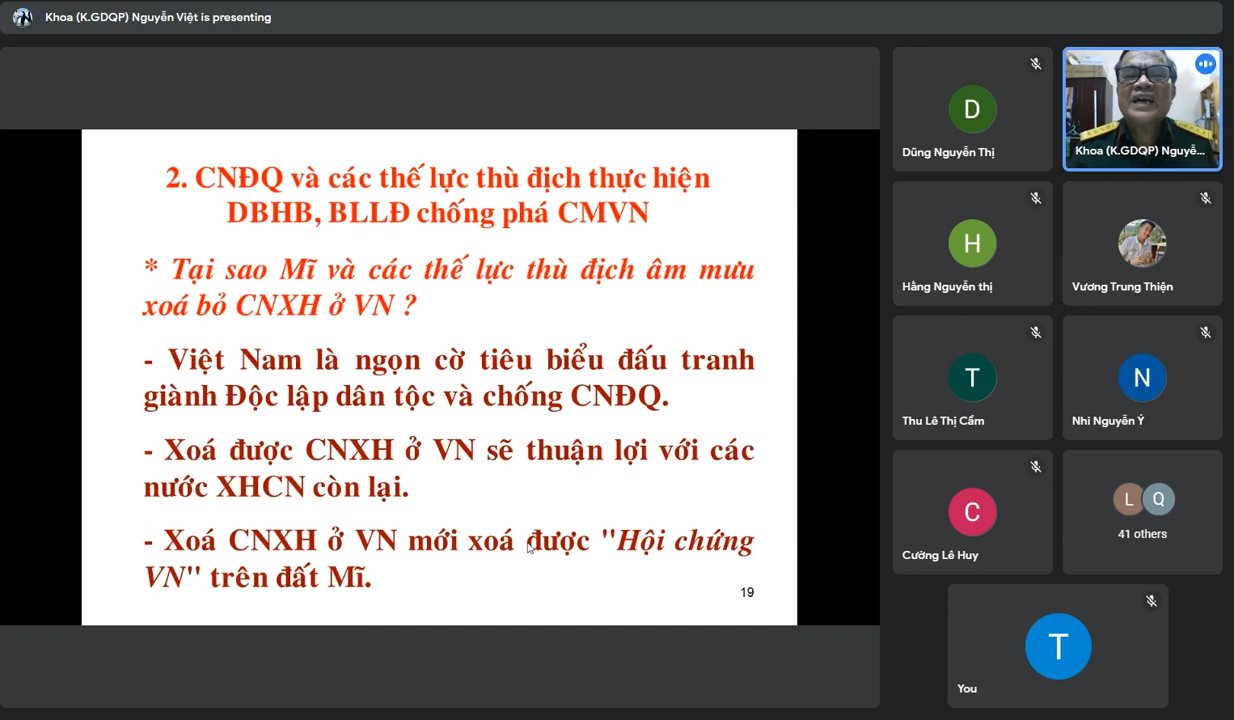 Khoa (K.GDQP) Nguyễn Việt is presenting
2. CNĐQ và các thế lực thù địch thực hiện
DBHB, BLLĐ chống phá CMVN
* Tại sao Mĩ và các thế lực thù địch âm mưu
xoá bỏ CNXH ở VN ?
- Việt Nam là ngọn cờ tiêu biểu đấu tranh
giành Độc lập dân tộc và chống CNĐQ.
- Xoá được CNXH ở VN sẽ thuận lợi với các
nước XHCN còn lại.
- Xoá CNXH ở VN mới xoá được "Hội chứng
VN" trên đất Mĩ.
19
D
Dũng Nguyễn Thị
Khoa (K.GDQP) Nguyễ...
H
Hằng Nguyễn thị
Vương Trung Thiện
T
Thu Lê Thị Cẩm
N
Nhi Nguyễn Ý
C
Cường Lê Huy
L Q
41 others
T
You